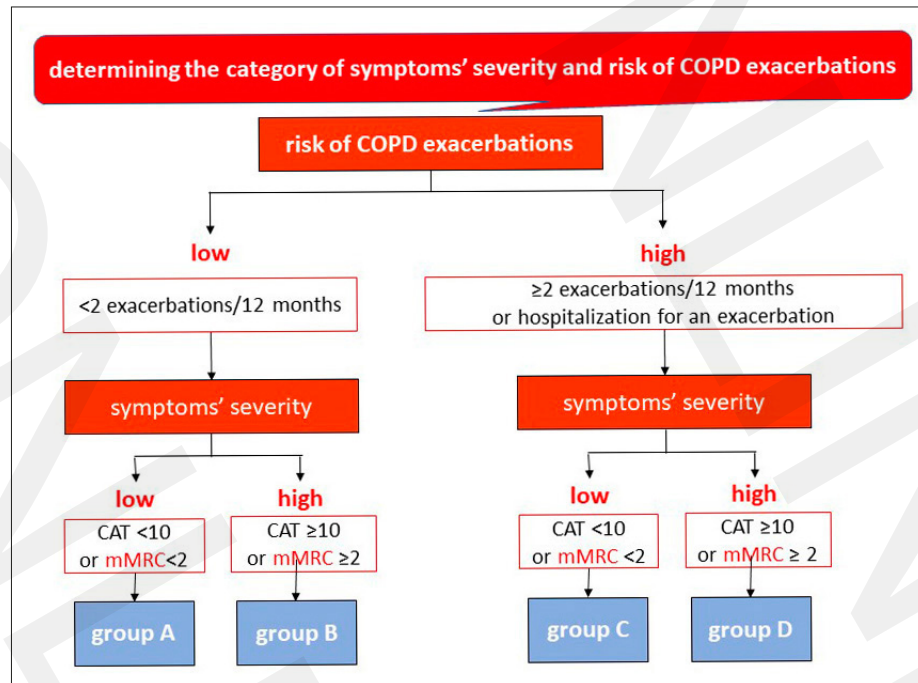 determining the category of symptoms’ severity and risk of COPD exacerbations
risk of COPD exacerbations
low
high
<2 exacerbations/12 months
≥2 exacerbations/12 months
or hospitalization for an exacerbation
symptoms’ severity
symptoms’ severity
low
high
low
high
CAT <10
or mMRC<2
CAT ≥10
or mMRC ≥2
CAT <10
or mMRC <2
CAT ≥10
or mMRC ≥ 2
group A
group B
group C
group D